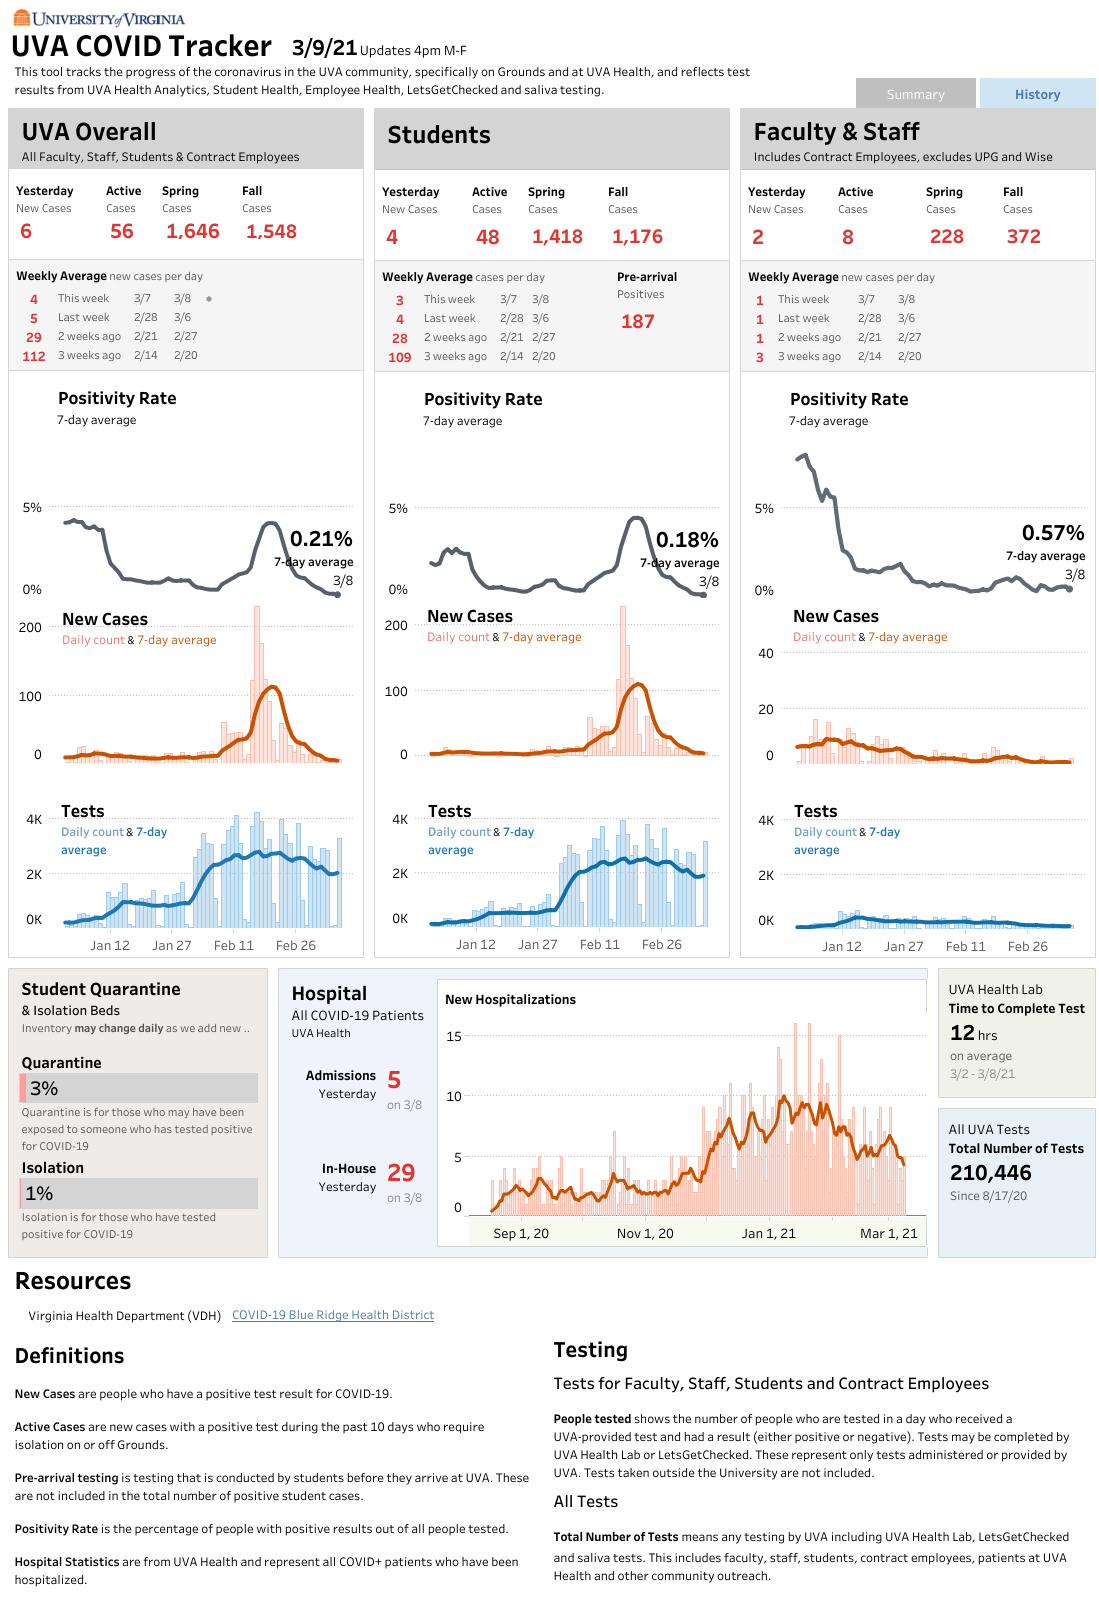 UNIVERSITY of VIRGINIA
UVA COVID Tracker 3/9/21 Updates 4pm M-F
This tool tracks the progress of the coronavirus in the UVA community, specifically on Grounds and at UVA Health, and reflects test
results from UVA Health Analytics, Student Health, Employee Health, LetsGetChecked and saliva testing.
Summary
History
UVA Overall
All Faculty, Staff, Students & Contract Employees
Yesterday Active Spring Fall
New Cases Cases Cases Cases
6 56 1,646 1,548
Weekly Average new cases per day
4 This week 3/7 3/8
5 Last week 2/28 3/6
29 2 weeks ago 2/21 2/27
112 3 weeks ago 2/14 2/20
Positivity Rate
7-day average
5%
0.21%
7-day average
3/8
0%
New Cases
Daily count & 7-day average
200
100
0
Tests
Daily count & 7-day
average
4K
2K
0K
Jan 12 Jan 27 Feb 11 Feb 26
Students
Yesterday Active Spring Fall
New Cases Cases Cases Cases
4 48 1,418 1,176
Weekly Average cases per day
3 This week 3/7 3/8
4 Last week 2/28 3/6
28 2 weeks ago 2/21 2/27
109 3 weeks ago 2/14 2/20
Pre-arrival
Positives
187
Positivity Rate
7-day average
5%
0.18%
7-day average
3/8
0%
New Cases
Daily count & 7-day average
200
100
0
Tests
Daily count & 7-day
average
4K
2K
0K
Jan 12 Jan 27 Feb 11 Feb 26
Faculty & Staff
Includes Contract Employees, excludes UPG and Wise
Yesterday Active Spring Fall
New Cases Cases Cases Cases
2 8 228 372
Weekly Average new cases per day
1 This week 3/7 3/8
1 Last week 2/28 3/6
1 2 weeks ago 2/21 2/27
3 3 weeks ago 2/14 2/20
Positivity Rate
7-day average
5%
0.57%
7-day average
3/8
0%
New Cases
Daily count & 7-day average
40
20
0
Tests
Daily count & 7-day
average
4K
2K
0K
Jan 12 Jan 27 Feb 11 Feb 26
Student Quarantine
& Isolation Beds
Inventory may change daily as we add new ..
Quarantine
3%
Quarantine is for those who may have been
exposed to someone who has tested positive
for COVID-19
Isolation
1%
Isolation is for those who have tested
positive for COVID-19
Hospital
All COVID-19 Patients
UVA Health
Admissions 5
Yesterday
on 3/8
In-House 29
Yesterday
on 3/8
New Hospitalizations
15
10
5
0
Sep 1, 20 Nov 1, 20 Jan 1, 21 Mar 1, 21
UVA Health Lab
Time to Complete Test
12 hrs
on average
3/2 - 3/8/21
All UVA Tests
Total Number of Tests
210,446
Since 8/17/20
Resources
Virginia Health Department (VDH) COVID-19 Blue Ridge Health District
Definitions
New Cases are people who have a positive test result for COVID-19.
Active Cases are new cases with a positive test during the past 10 days who require
isolation on or off Grounds.
Pre-arrival testing is testing that is conducted by students before they arrive at UVA. These
are not included in the total number of positive student cases.
Positivity Rate is the percentage of people with positive results out of all people tested.
Hospital Statistics are from UVA Health and represent all COVID+ patients who have been
hospitalized.
Testing
Tests for Faculty, Staff, Students and Contract Employees
People tested shows the number of people who are tested in a day who received a
UVA-provided test and had a result (either positive or negative). Tests may be completed by
UVA Health Lab or LetsGetChecked. These represent only tests administered or provided by
UVA. Tests taken outside the University are not included.
All Tests
Total Number of Tests means any testing by UVA including UVA Health Lab, LetsGetChecked
and saliva tests. This includes faculty, staff, students, contract employees, patients at UVA
Health and other community outreach.